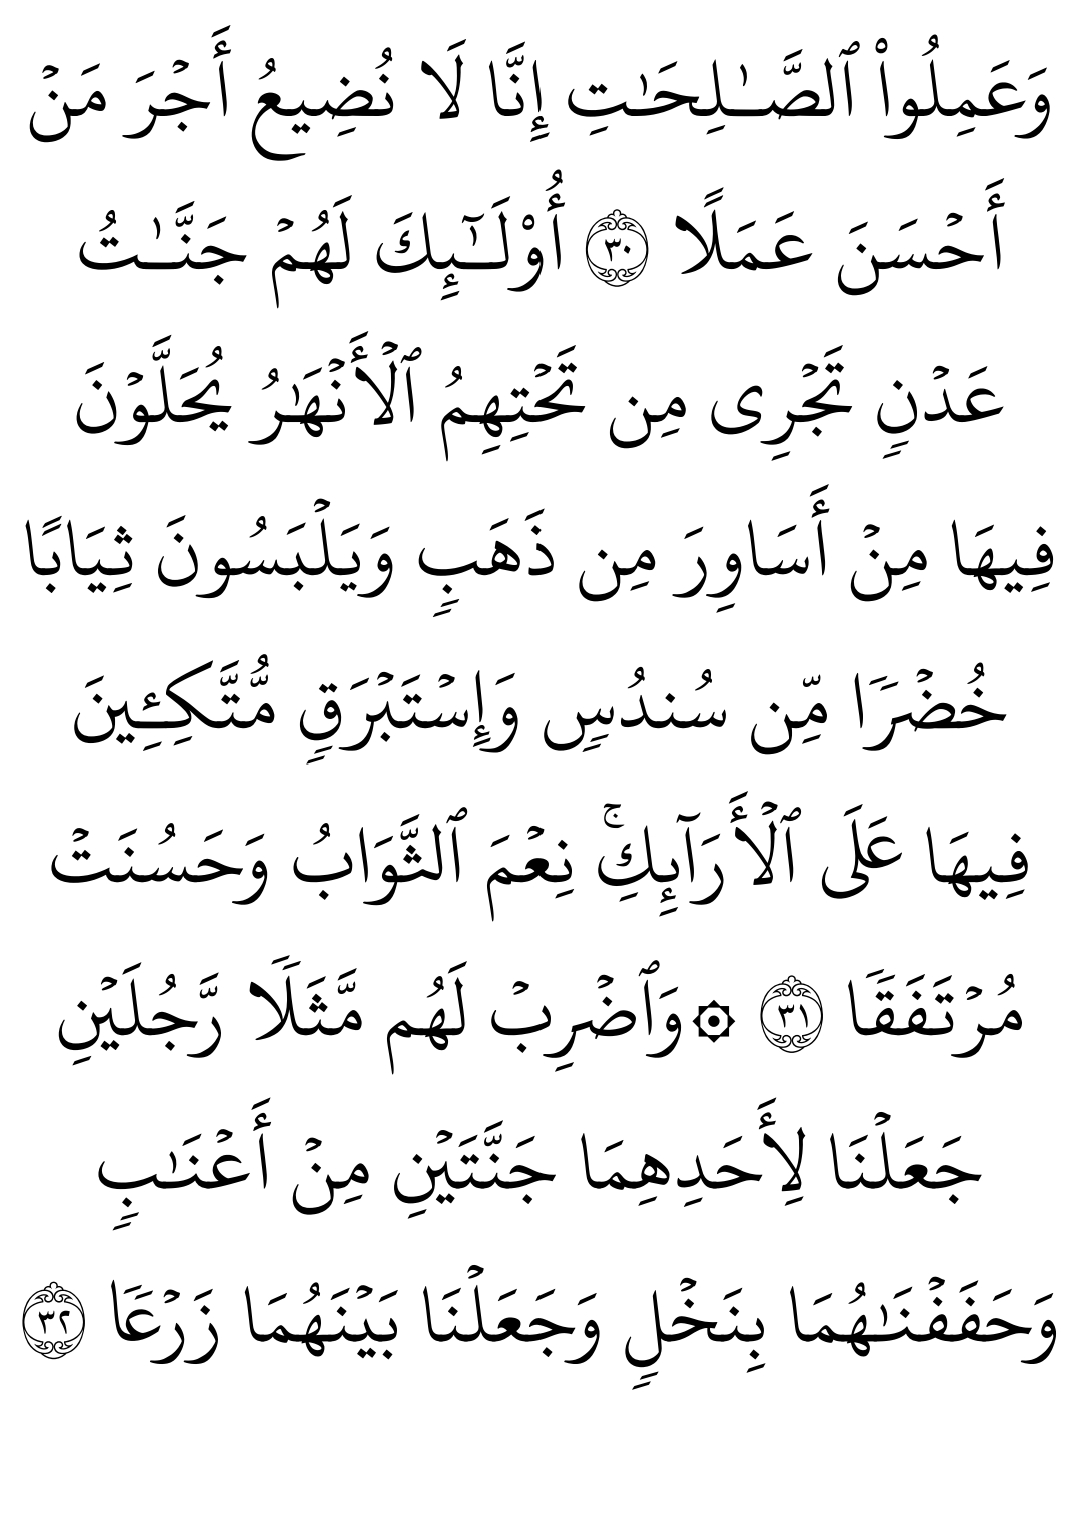 وَعَمِلُوا۟ ٱلصَّـٰلِحَـٰتِ إِنَّا لَا نُضِيعُ أَجْرَ مَنْ
أَحْسَنَ عَمَلًا ٣٠ أُو۟لَـٰٓئِكَ لَهُمْ جَنَّـٰتُ
عَدْنٍ تَجْرِى مِن تَحْتِهِمُ ٱلْأَنْهَـٰرُ يُحَلَّوْنَ
فِيهَا مِنْ أَسَاوِرَ مِن ذَهَبٍ وَيَلْبَسُونَ ثِيَابًا
خُضْرًا مِّن سُندُسٍ وَإِسْتَبْرَقٍ مُّتَّكِـِٔينَ
فِيهَا عَلَى ٱلْأَرَآئِكِ ۚ نِعْمَ ٱلثَّوَابُ وَحَسُنَتْ
مُرْتَفَقًا ٣١ ۞ وَٱضْرِبْ لَهُم مَّثَلًا رَّجُلَيْنِ
جَعَلْنَا لِأَحَدِهِمَا جَنَّتَيْنِ مِنْ أَعْنَـٰبٍ
وَحَفَفْنَـٰهُمَا بِنَخْلٍ وَجَعَلْنَا بَيْنَهُمَا زَرْعًا ٣٢